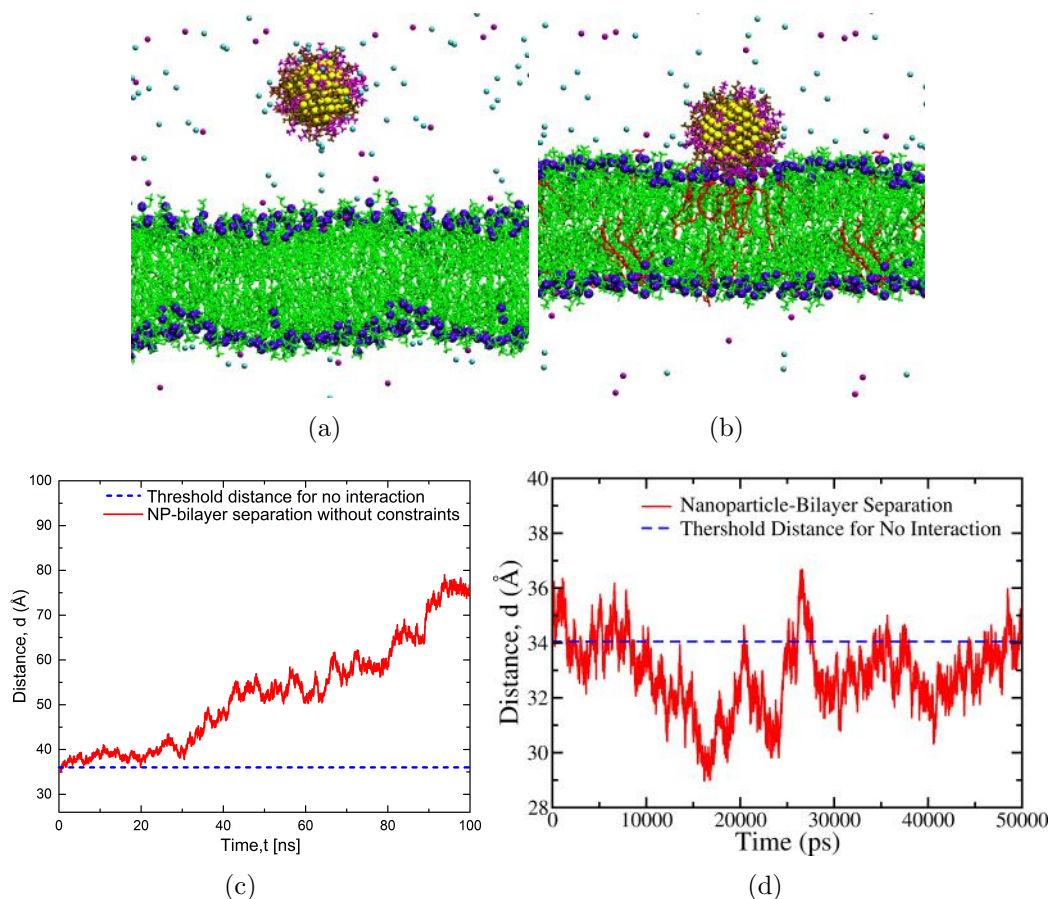 (a)
(b)
100
90
80
70
60
50
40
30
Distance, d (Å)
Threshold distance for no interaction
NP-bilayer separation without constraints
0
20
40
60
80
100
Time,t [ns]
(c)
40
38
36
34
32
30
28
Distance, d (Å)
Nanoparticle-Bilayer Separation
Thershold Distance for No Interaction
0
10000
20000
30000
40000
50000
Time (ps)
(d)